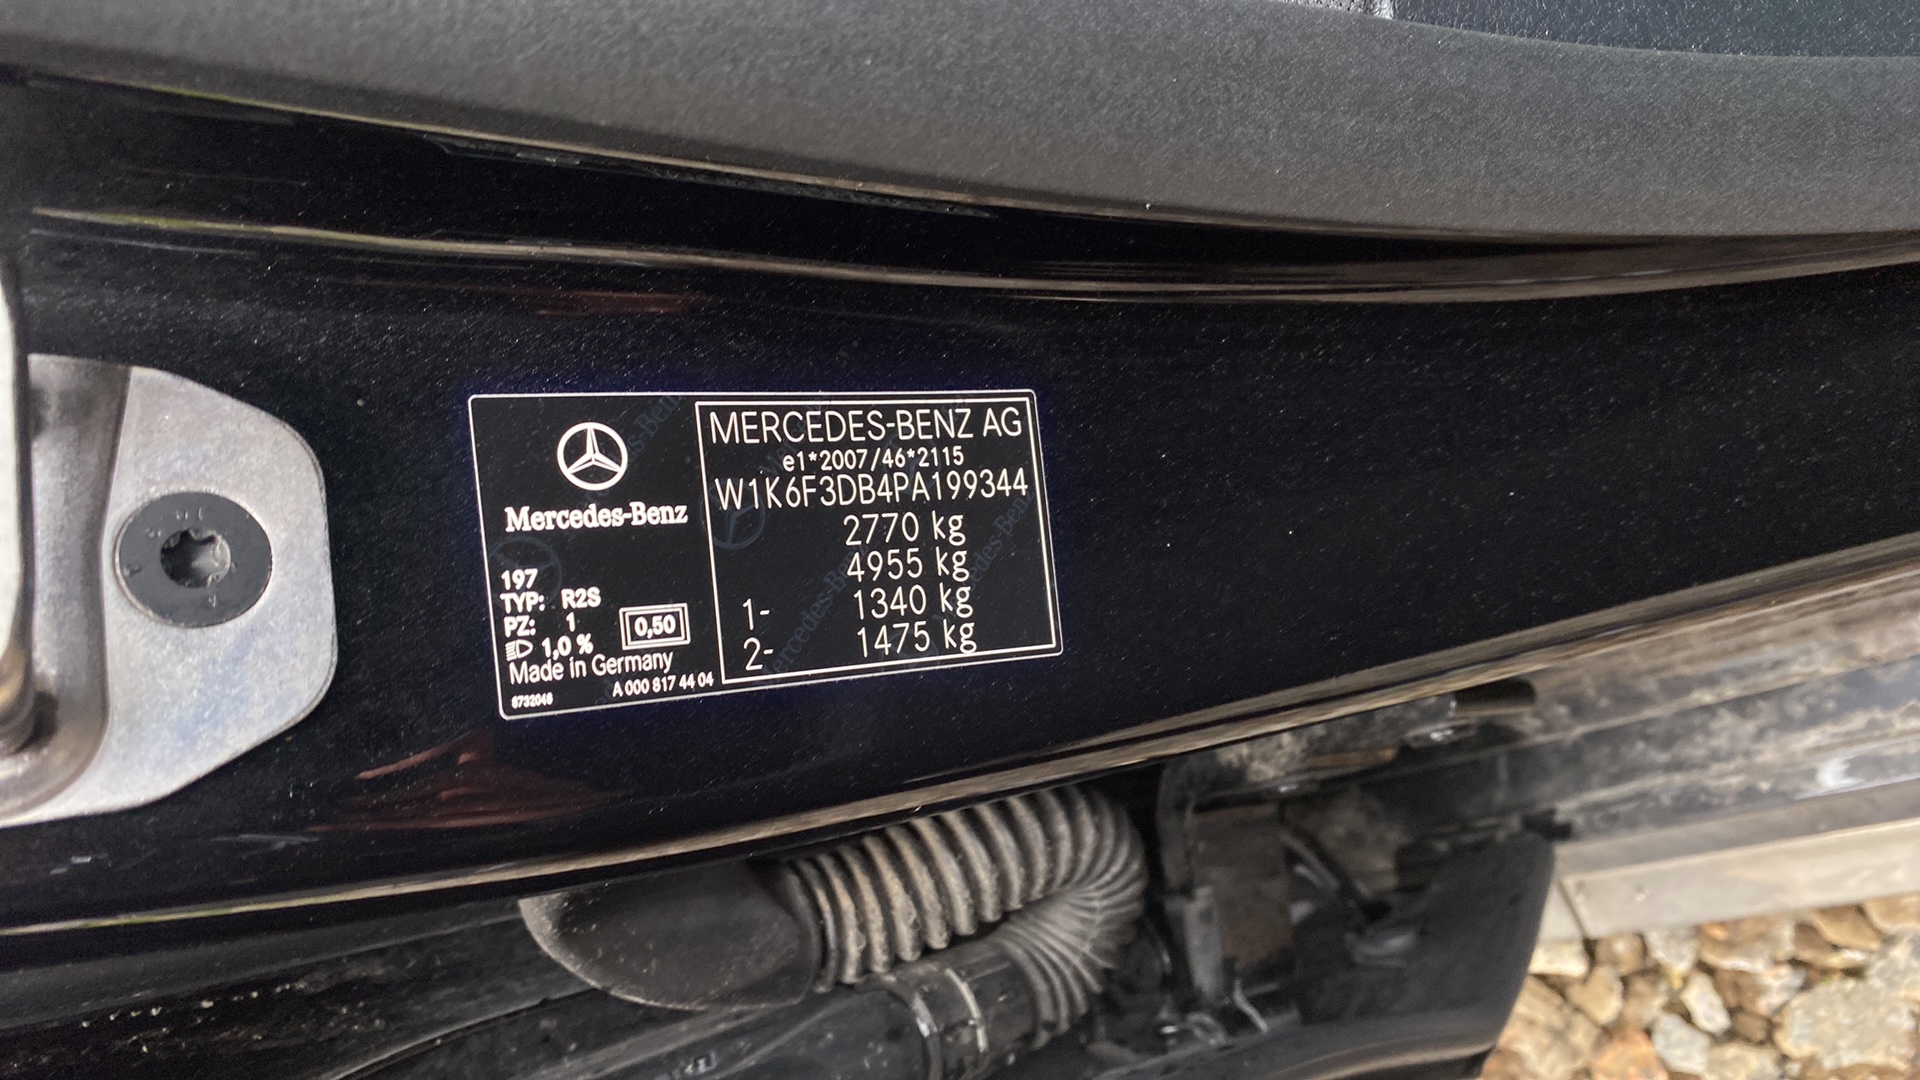 Mercedes-Benz
197
TYP: R2S
PZ: 1
1,0 %
0,50
Made in Germany
8732046
A 000 817 44 04
MERCEDES-BENZ AG
e1*2007/46*2115
W1K6F3DB4PA199344
2770 kg
4955 kg
1- 1340 kg
2- 1475 kg